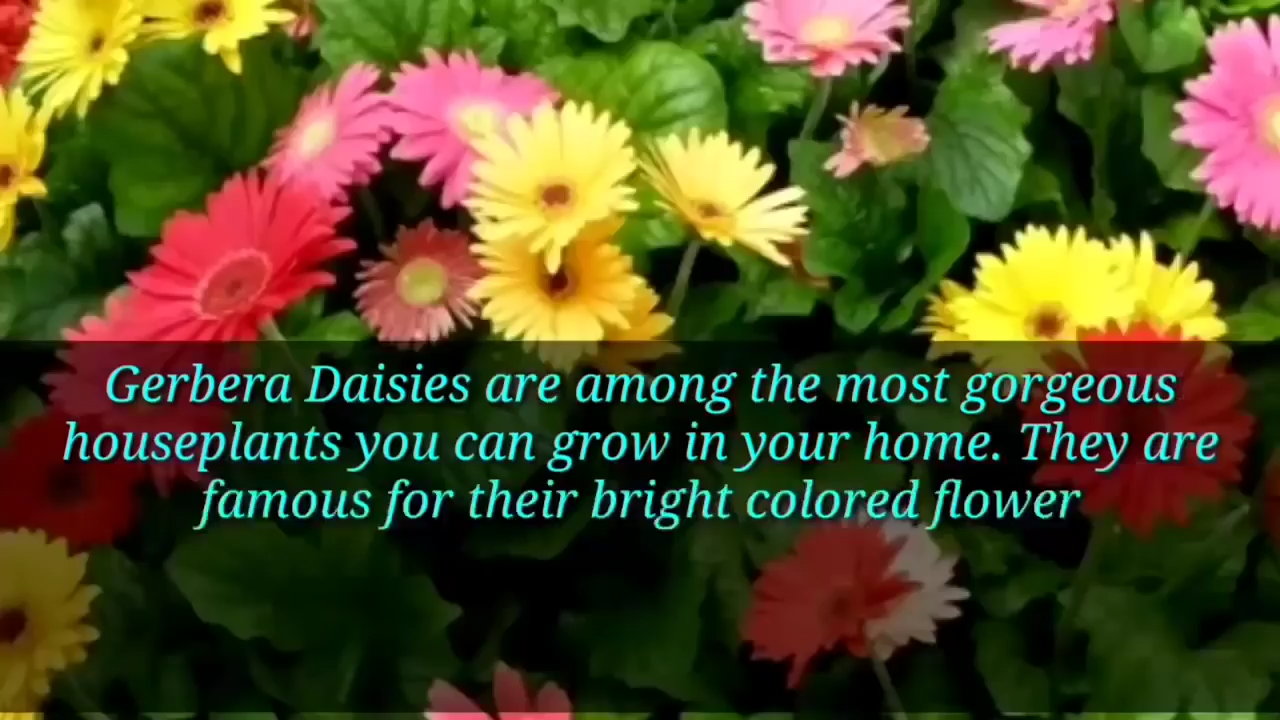 Gerbera Daisies are among the most gorgeous
houseplants you can grow in your home. They are
famous for their bright colored flower